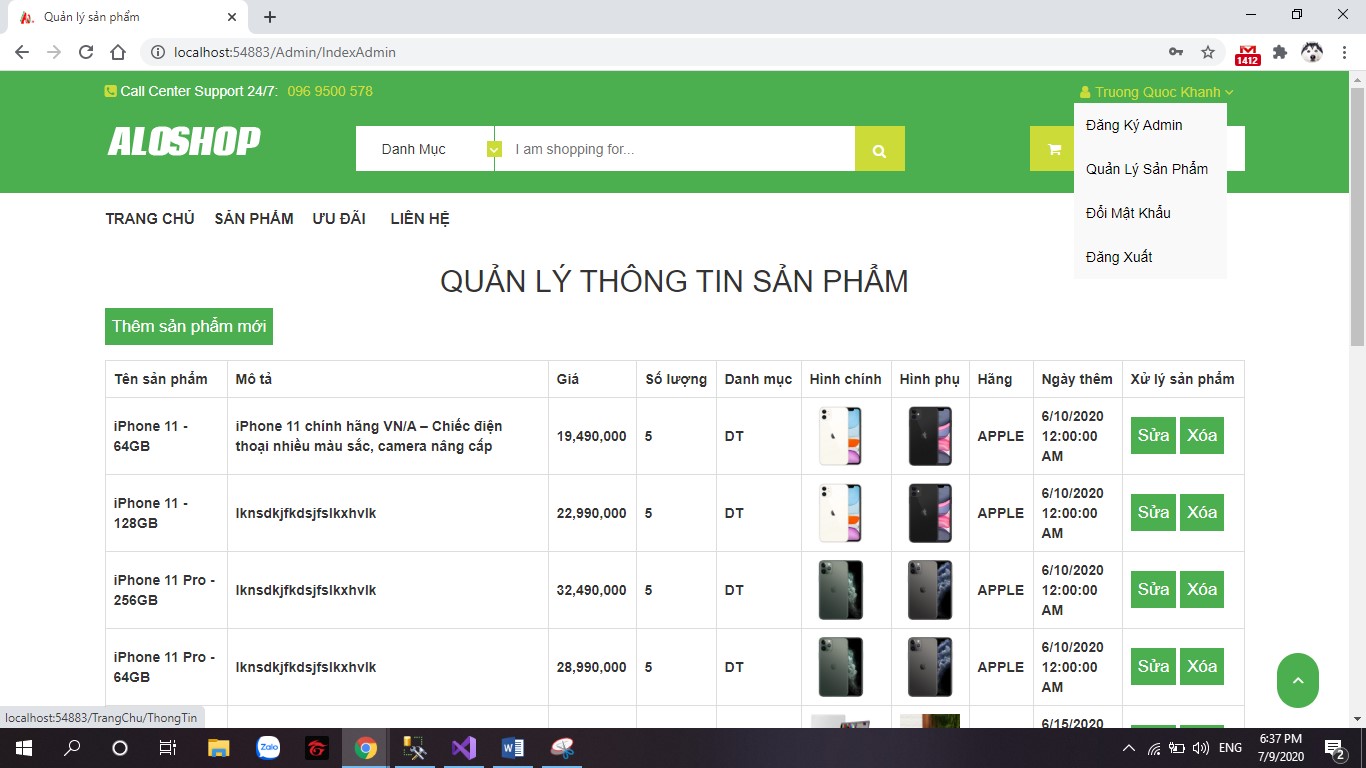 Quản lý sản phẩm
localhost:54883/Admin/IndexAdmin
1412
Call Center Support 24/7: 096 9500 578
Truong Quoc Khanh
ALOSHOP
Danh Mục
I am shopping for...
Đăng Ký Admin
Quản Lý Sản Phẩm
Đổi Mật Khẩu
Đăng Xuất
TRANG CHỦ SẢN PHẨM ƯU ĐÃI LIÊN HỆ
QUẢN LÝ THÔNG TIN SẢN PHẨM
Thêm sản phẩm mới
Tên sản phẩm Mô tả Giá Số lượng Danh mục Hình chính Hình phụ Hãng Ngày thêm Xử lý sản phẩm
iPhone 11 -
64GB
iPhone 11 chính hãng VN/A – Chiếc điện
thoại nhiều màu sắc, camera nâng cấp
19,490,000 5 DT APPLE
6/10/2020
12:00:00
AM
Sửa Xóa
iPhone 11 -
128GB
lknsdkjfkdsjfslkxhvlk 22,990,000 5 DT APPLE
6/10/2020
12:00:00
AM
Sửa Xóa
iPhone 11 Pro -
256GB
lknsdkjfkdsjfslkxhvlk 32,490,000 5 DT APPLE
6/10/2020
12:00:00
AM
Sửa Xóa
iPhone 11 Pro -
64GB
lknsdkjfkdsjfslkxhvlk 28,990,000 5 DT APPLE
6/10/2020
12:00:00
AM
Sửa Xóa
6/15/2020
localhost:54883/TrangChu/ThongTin
Zalo
ENG
6:37 PM
7/9/2020
2